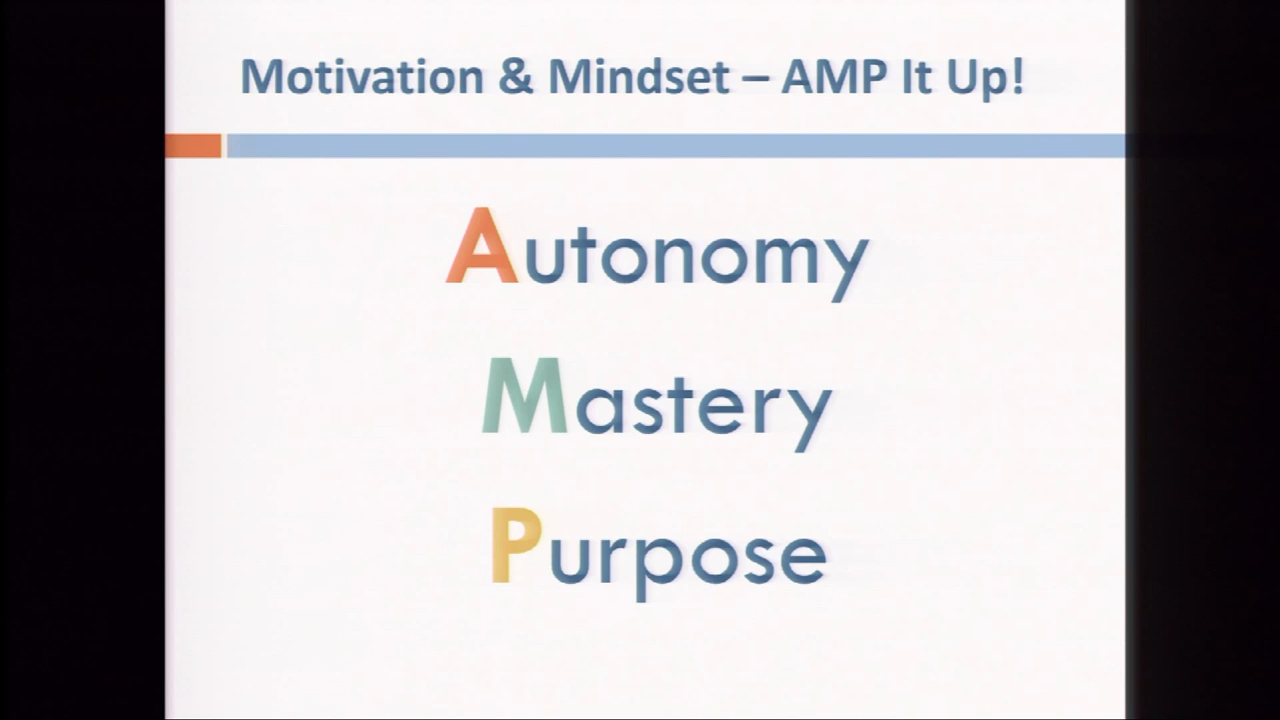 Motivation & Mindset – AMP It Up!
Autonomy
Mastery
Purpose